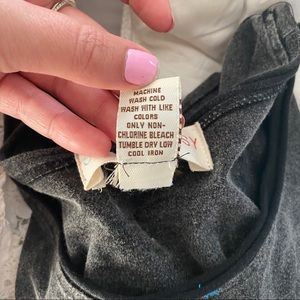 MACHINE
WASH COLD
WASH WITH LIKE
COLORS
ONLY NON-
CHLORINE BLEACH
TUMBLE DRY LOW
COOL IRON